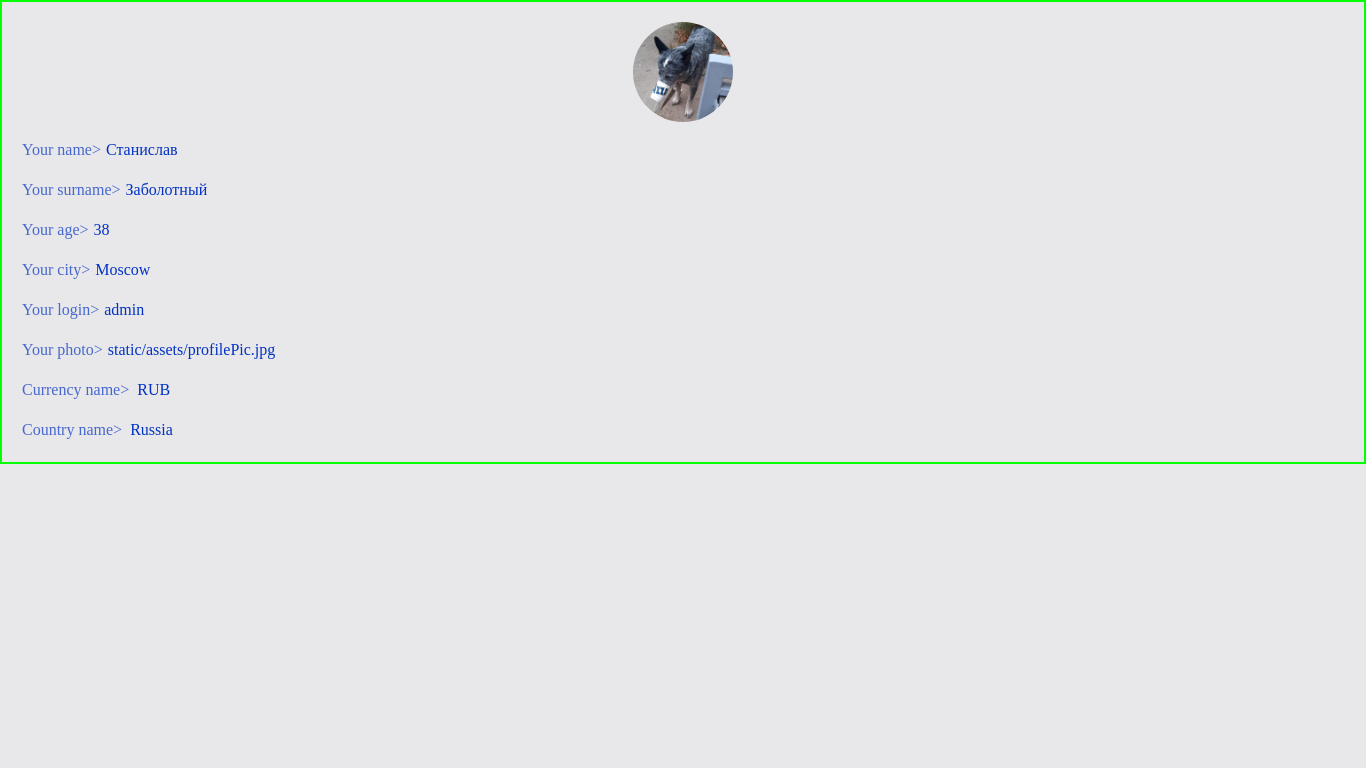 Your name> Станислав
Your surname> Заболотный
Your age> 38
Your city> Moscow
Your login> admin
Your photo> static/assets/profilePic.jpg
Currency name> RUB
Country name> Russia